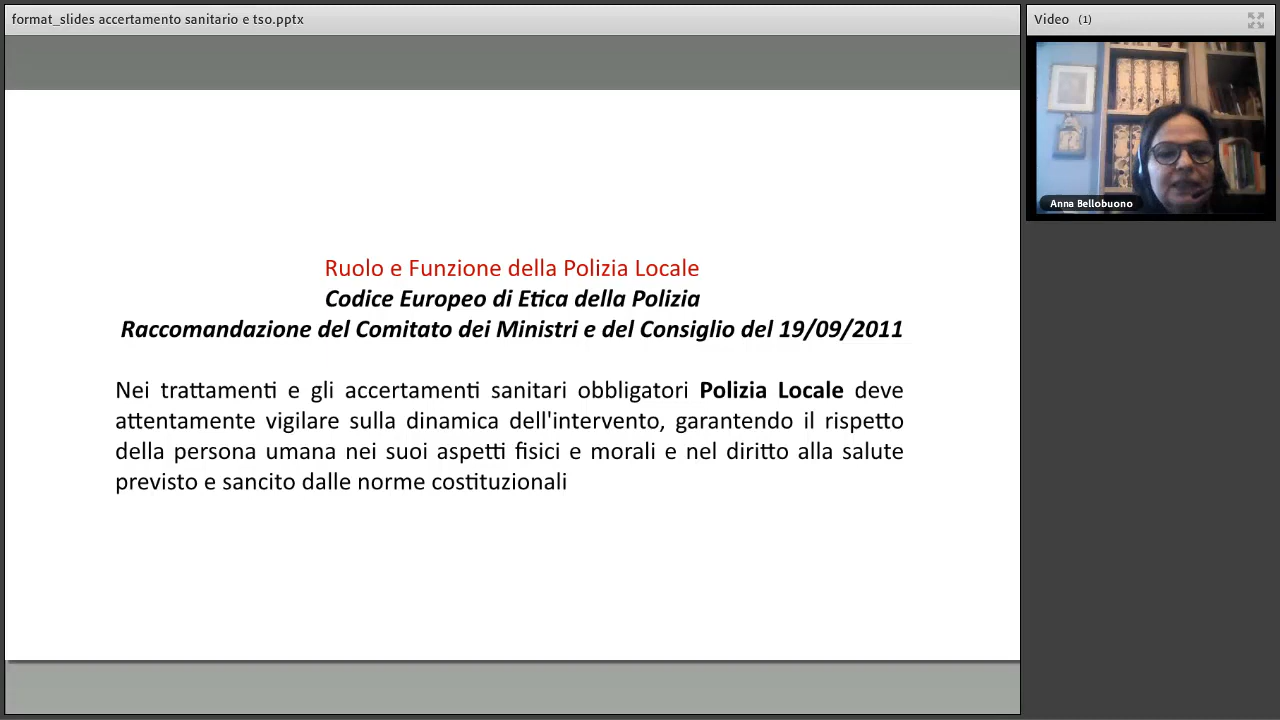 format_slides accertamento sanitario e tso.pptx
Video (1)
Anna Bellobuono
Ruolo e Funzione della Polizia Locale
Codice Europeo di Etica della Polizia
Raccomandazione del Comitato dei Ministri e del Consiglio del 19/09/2011
Nei trattamenti e gli accertamenti sanitari obbligatori Polizia Locale deve
attentamente vigilare sulla dinamica dell'intervento, garantendo il rispetto
della persona umana nei suoi aspetti fisici e morali e nel diritto alla salute
previsto e sancito dalle norme costituzionali